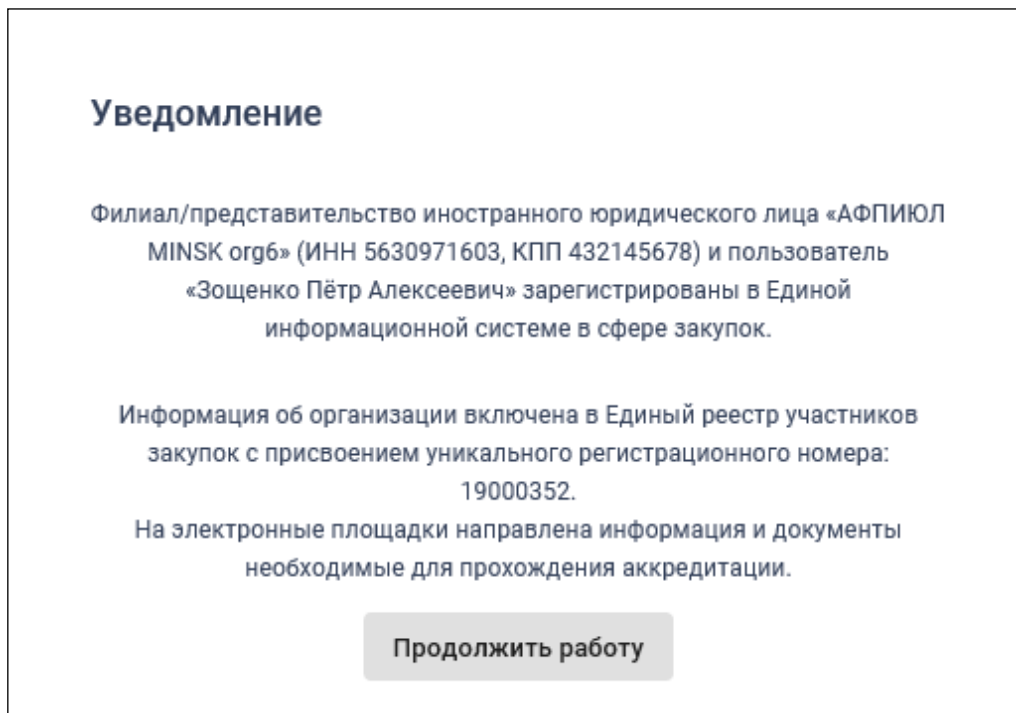 Уведомление
Филиал/представительство иностранного юридического лица «АФПИЮЛ
MINSK org6» (ИНН 5630971603, КПП 432145678) и пользователь
«Зощенко Пётр Алексеевич» зарегистрированы в Единой
информационной системе в сфере закупок.
Информация об организации включена в Единый реестр участников
закупок с присвоением уникального регистрационного номера:
19000352.
На электронные площадки направлена информация и документы
необходимые для прохождения аккредитации.
Продолжить работу